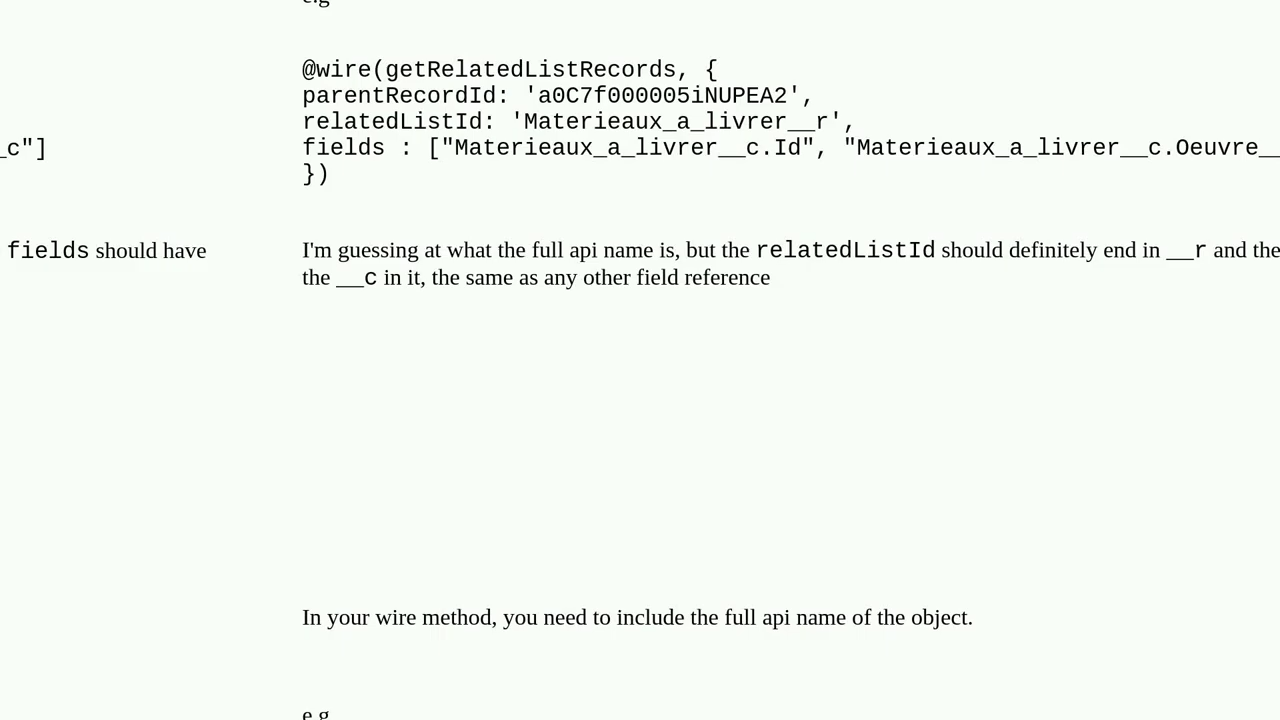 e.g
@wire(getRelatedListRecords, {
parentRecordId: 'a0C7f000005iNUPEA2',
relatedListId: 'Materieaux_a_livrer__r',
_c"]
fields : ["Materieaux_a_livrer__c.Id", "Materieaux_a_livrer__c.Oeuvre__
})
fields should have
I'm guessing at what the full api name is, but the relatedListId should definitely end in __r and the
the __c in it, the same as any other field reference
In your wire method, you need to include the full api name of the object.
e.g